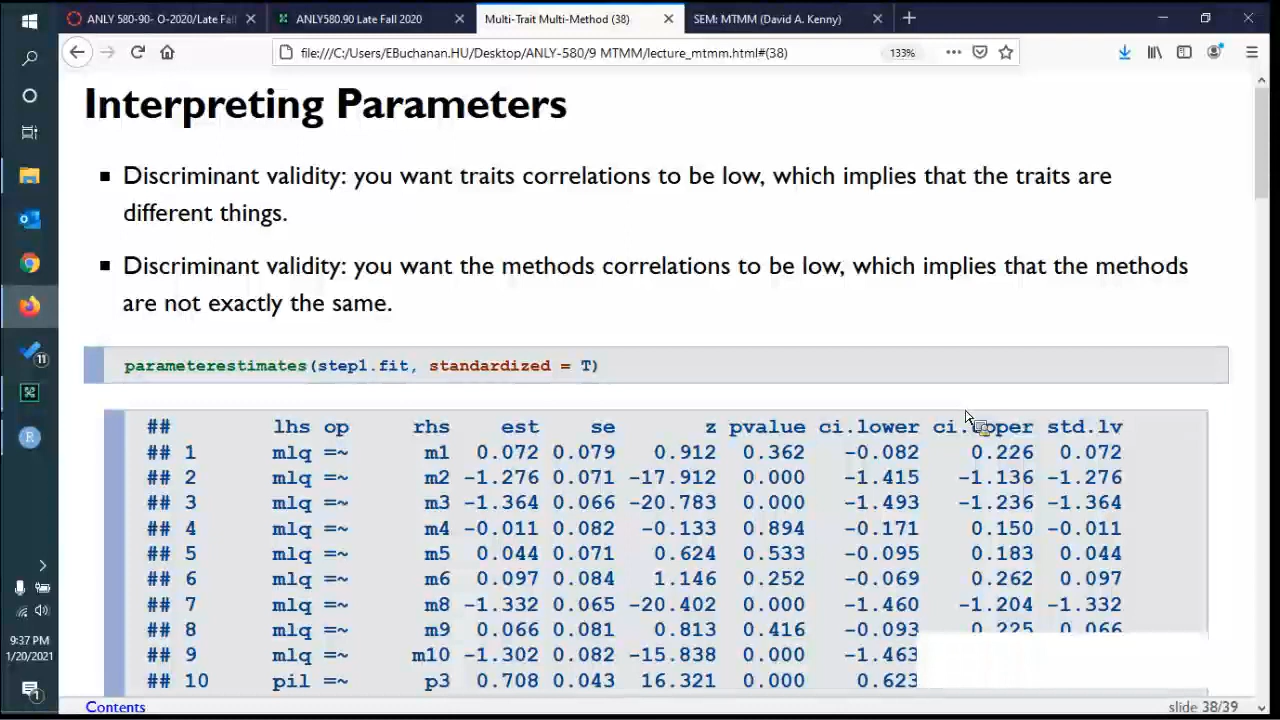 ANLY 580-90- O-2020/Late Fall
ANLY580.90 Late Fall 2020
Multi-Trait Multi-Method (38)
SEM: MTMM (David A. Kenny)
file:///C:/Users/EBuchanan.HU/Desktop/ANLY-580/9 MTMM/lecture_mtmm.html#(38)
133%
Interpreting Parameters
▪ Discriminant validity: you want traits correlations to be low, which implies that the traits are
different things.
▪ Discriminant validity: you want the methods correlations to be low, which implies that the methods
are not exactly the same.
parameterestimates(step1.fit, standardized = T)
## lhs op rhs est se z pvalue ci.lower ci.upper std.lv
## 1 mlq =~ m1 0.072 0.079 0.912 0.362 -0.082 0.226 0.072
## 2 mlq =~ m2 -1.276 0.071 -17.912 0.000 -1.415 -1.136 -1.276
## 3 mlq =~ m3 -1.364 0.066 -20.783 0.000 -1.493 -1.236 -1.364
## 4 mlq =~ m4 -0.011 0.082 -0.133 0.894 -0.171 0.150 -0.011
## 5 mlq =~ m5 0.044 0.071 0.624 0.533 -0.095 0.183 0.044
## 6 mlq =~ m6 0.097 0.084 1.146 0.252 -0.069 0.262 0.097
## 7 mlq =~ m8 -1.332 0.065 -20.402 0.000 -1.460 -1.204 -1.332
## 8 mlq =~ m9 0.066 0.081 0.813 0.416 -0.093 0.225 0.066
## 9 mlq =~ m10 -1.302 0.082 -15.838 0.000 -1.463
## 10 pil =~ p3 0.708 0.043 16.321 0.000 0.623
11
R
9:37 PM
1/20/2021
1
Contents
slide 38/39